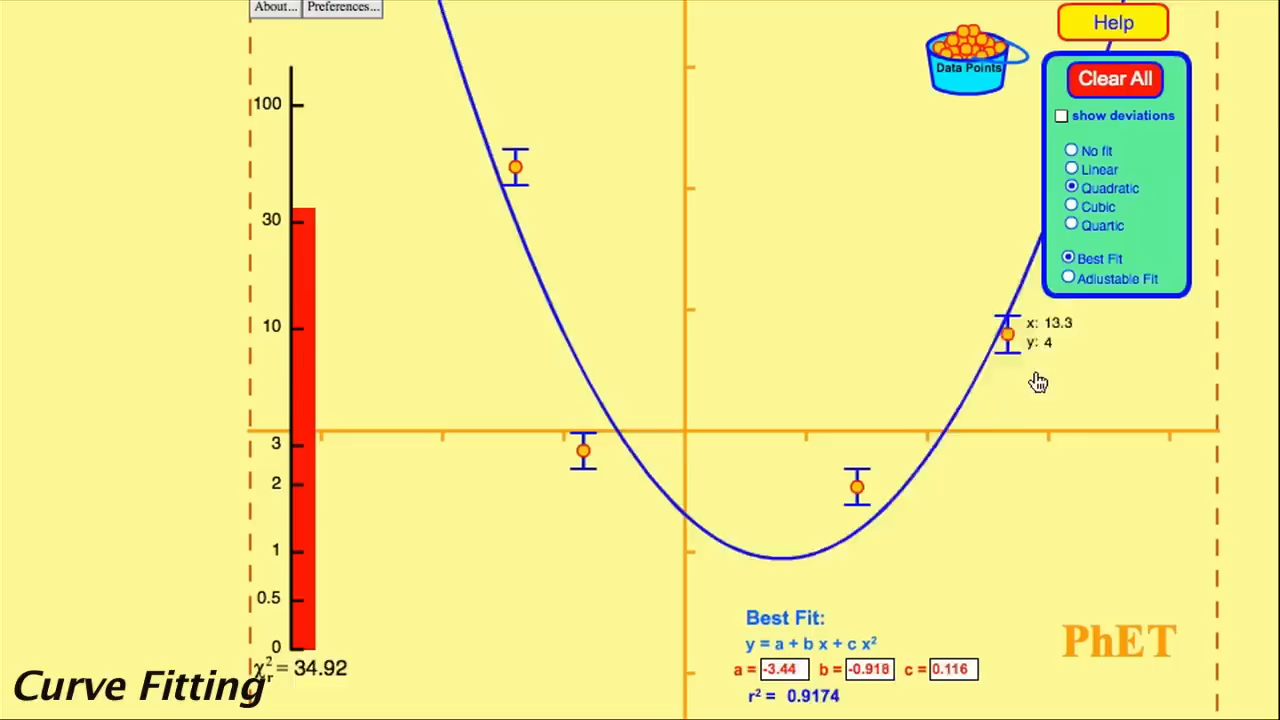 About... Preferences...
Help
Data Points
Clear All
show deviations
No fit
Linear
Quadratic
Cubic
Quartic
Best Fit
Adjustable Fit
100
30
10
3
2
1
0.5
0
x: 13.3
y: 4
χr² = 34.92
Best Fit:
y = a + b x + c x²
a = -3.44 b = -0.918 c = 0.116
r² = 0.9174
PhET
Curve Fitting